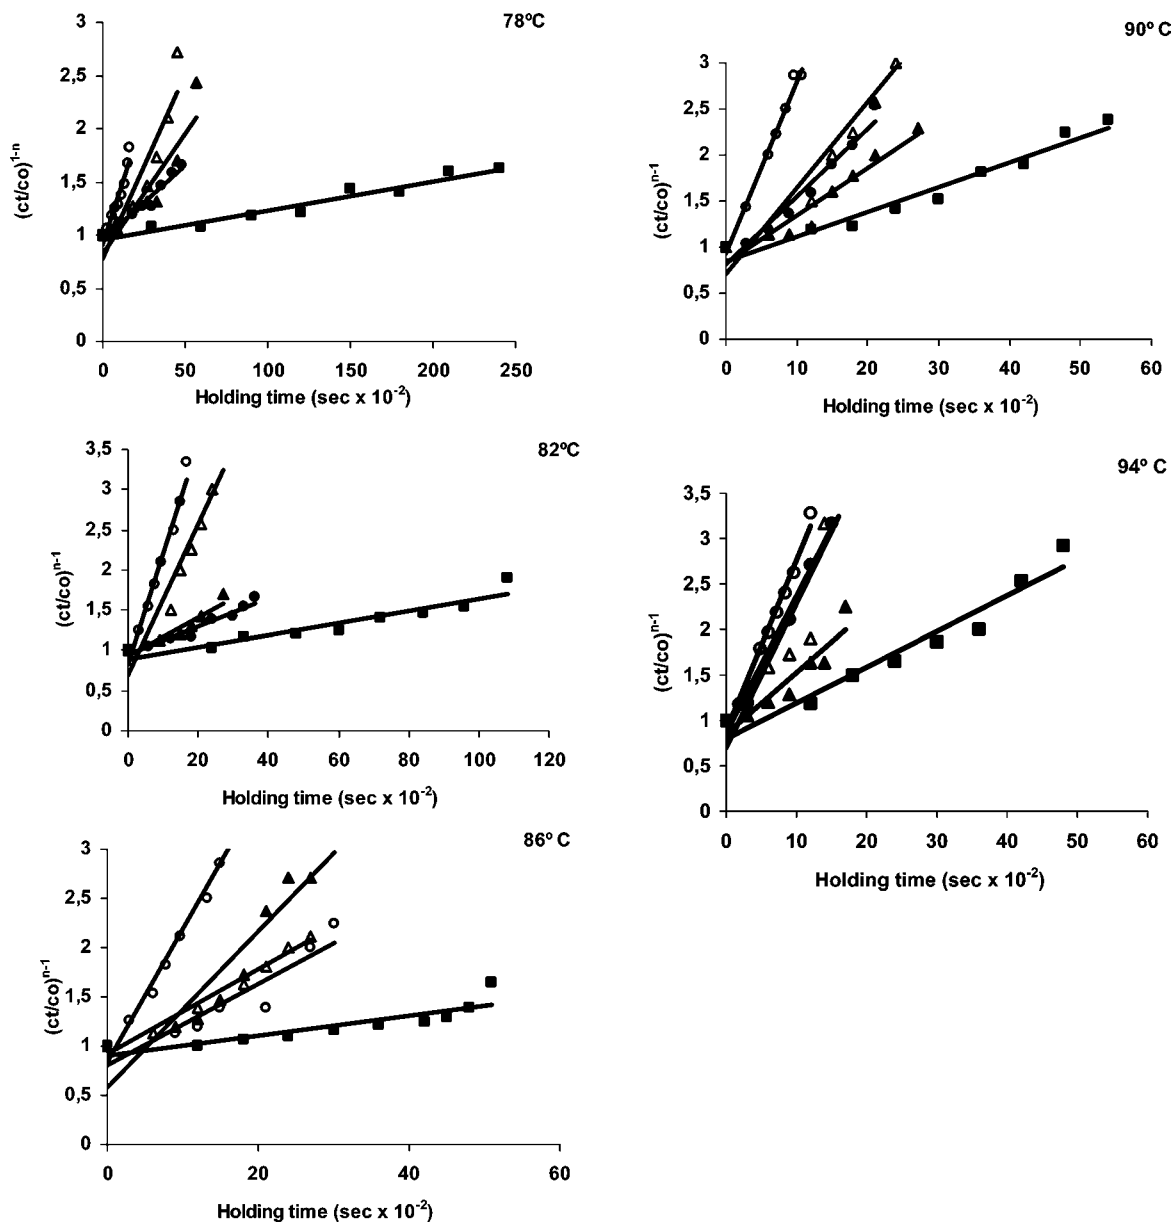 78ºC
(ct/co)1-n
3
2,5
2
1,5
1
0,5
0
0 50 100 150 200 250
Holding time (sec x 10-2)
82ºC
(ct/co)n-1
3,5
3
2,5
2
1,5
1
0,5
0
0 20 40 60 80 100 120
Holding time (sec x 10-2)
86º C
(ct/co)n-1
3
2,5
2
1,5
1
0,5
0
0 20 40 60
Holding time (sec x 10-2)
90º C
(ct/co)n-1
3
2,5
2
1,5
1
0,5
0
0 10 20 30 40 50 60
Holding time (sec x 10-2)
94º C
(ct/co)n-1
3,5
3
2,5
2
1,5
1
0,5
0
0 10 20 30 40 50 60
Holding time (sec x 10-2)